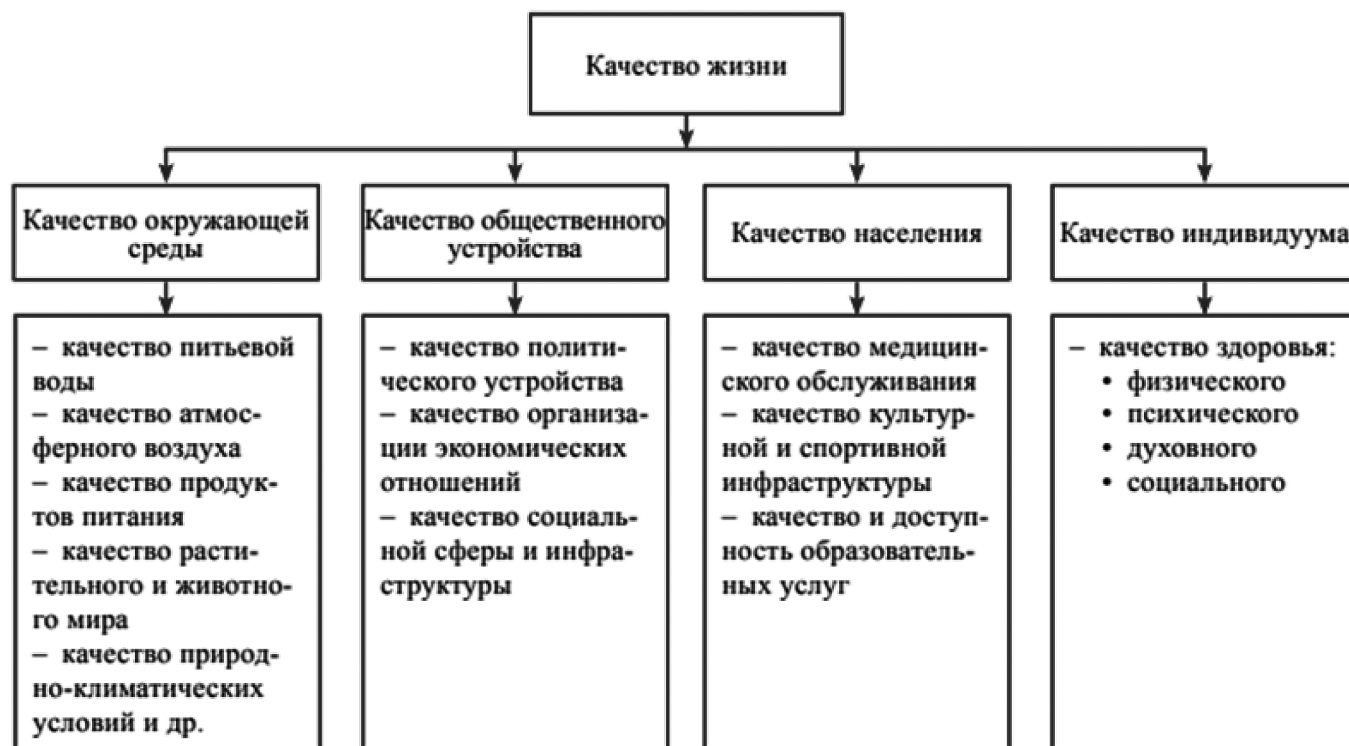 Качество жизни
Качество окружающей
среды
Качество общественного
устройства
Качество населения
Качество индивидуума
– качество питьевой
воды
– качество атмос-
ферного воздуха
– качество продук-
тов питания
– качество расти-
тельного и животно-
го мира
– качество природ-
но-климатических
условий и др.
– качество полити-
ческого устройства
– качество организа-
ции экономических
отношений
– качество социаль-
ной сферы и инфра-
структуры
– качество медицин-
ского обслуживания
– качество культур-
ной и спортивной
инфраструктуры
– качество и доступ-
ность образователь-
ных услуг
– качество здоровья:
• физического
• психического
• духовного
• социального